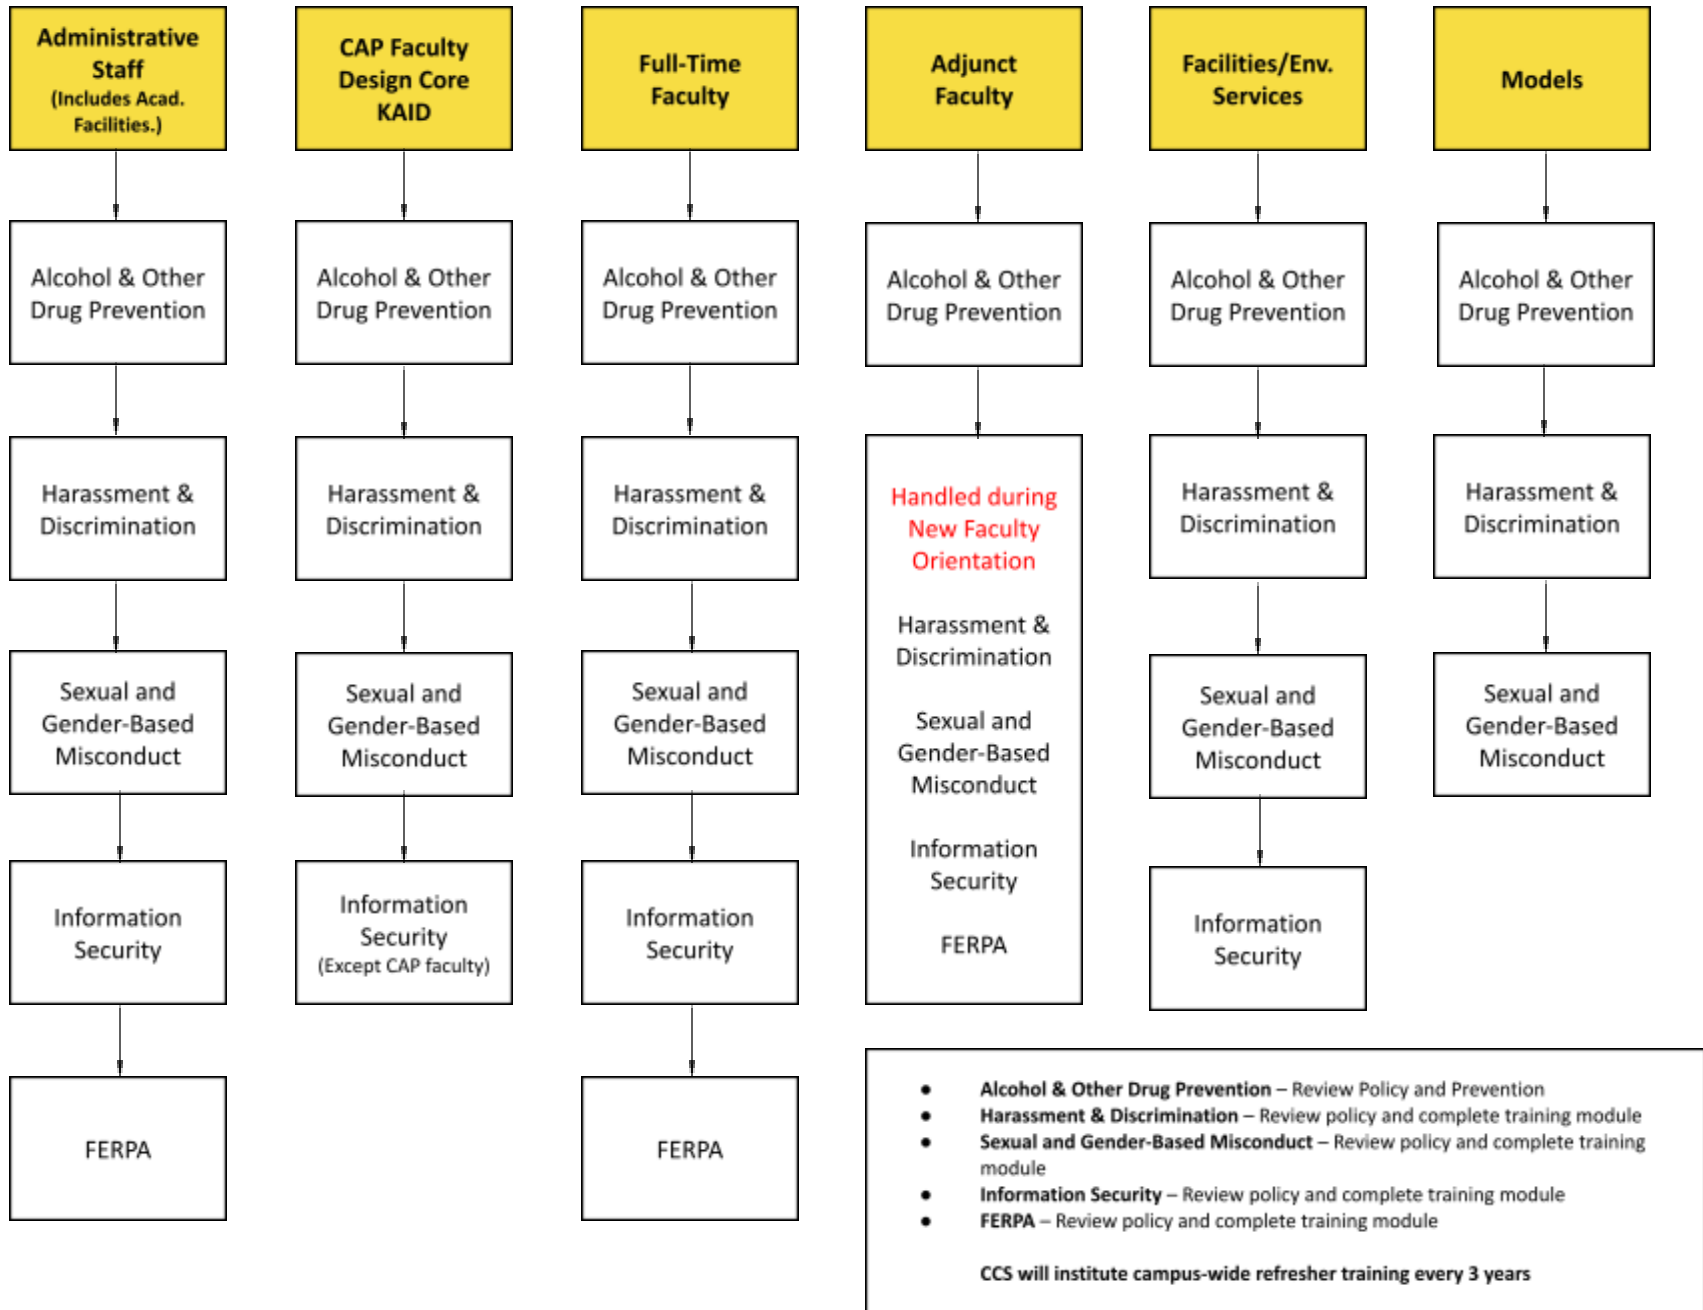 Administrative
Staff
(Includes Acad.
Facilities.)
CAP Faculty
Design Core
KAID
Full-Time
Faculty
Adjunct
Faculty
Facilities/Env.
Services
Models
Alcohol & Other
Drug Prevention
Alcohol & Other
Drug Prevention
Alcohol & Other
Drug Prevention
Alcohol & Other
Drug Prevention
Alcohol & Other
Drug Prevention
Alcohol & Other
Drug Prevention
Harassment &
Discrimination
Harassment &
Discrimination
Harassment &
Discrimination
Handled during
New Faculty
Orientation
Harassment &
Discrimination
Sexual and
Gender-Based
Misconduct
Information
Security
FERPA
Harassment &
Discrimination
Harassment &
Discrimination
Sexual and
Gender-Based
Misconduct
Sexual and
Gender-Based
Misconduct
Sexual and
Gender-Based
Misconduct
Sexual and
Gender-Based
Misconduct
Sexual and
Gender-Based
Misconduct
Information
Security
Information
Security
(Except CAP faculty)
Information
Security
Information
Security
FERPA
FERPA
● Alcohol & Other Drug Prevention – Review Policy and Prevention
● Harassment & Discrimination – Review policy and complete training module
● Sexual and Gender-Based Misconduct – Review policy and complete training
module
● Information Security – Review policy and complete training module
● FERPA – Review policy and complete training module
CCS will institute campus-wide refresher training every 3 years